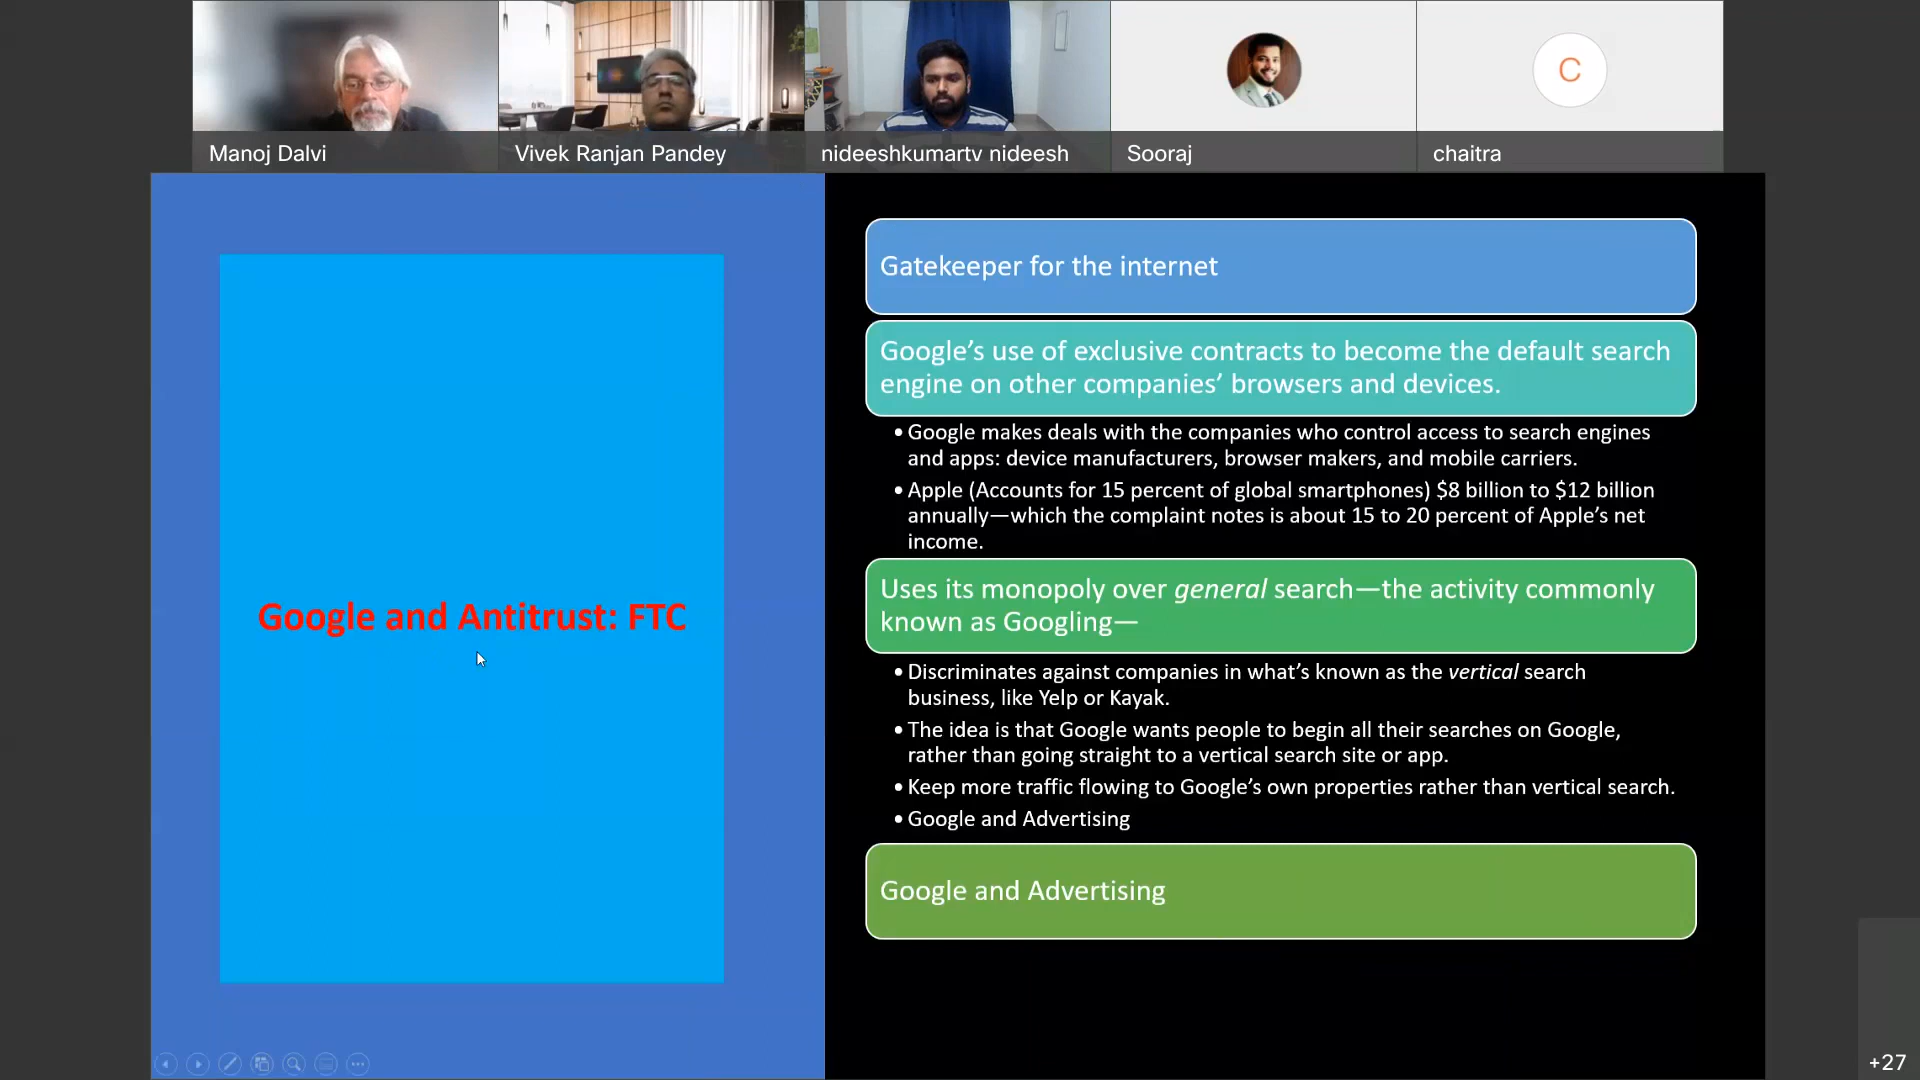 Manoj Dalvi
Vivek Ranjan Pandey
nideeshkumartv nideesh
Sooraj
C
chaitra
Google and Antitrust: FTC
Gatekeeper for the internet
Google’s use of exclusive contracts to become the default search
engine on other companies’ browsers and devices.
• Google makes deals with the companies who control access to search engines
and apps: device manufacturers, browser makers, and mobile carriers.
• Apple (Accounts for 15 percent of global smartphones) $8 billion to $12 billion
annually—which the complaint notes is about 15 to 20 percent of Apple’s net
income.
Uses its monopoly over general search—the activity commonly
known as Googling—
• Discriminates against companies in what’s known as the vertical search
business, like Yelp or Kayak.
• The idea is that Google wants people to begin all their searches on Google,
rather than going straight to a vertical search site or app.
• Keep more traffic flowing to Google’s own properties rather than vertical search.
• Google and Advertising
Google and Advertising
+27